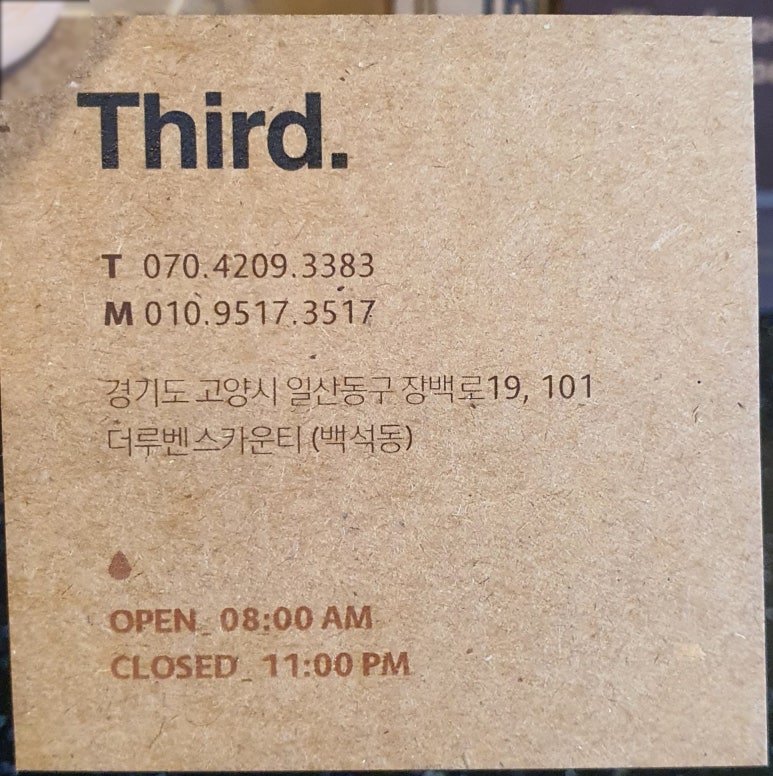 Third.
T 070.4209.3383
M 010.9517.3517
경기도 고양시 일산동구 장백로19, 101
더루벤스카운티 (백석동)
OPEN_ 08:00 AM
CLOSED_ 11:00 PM